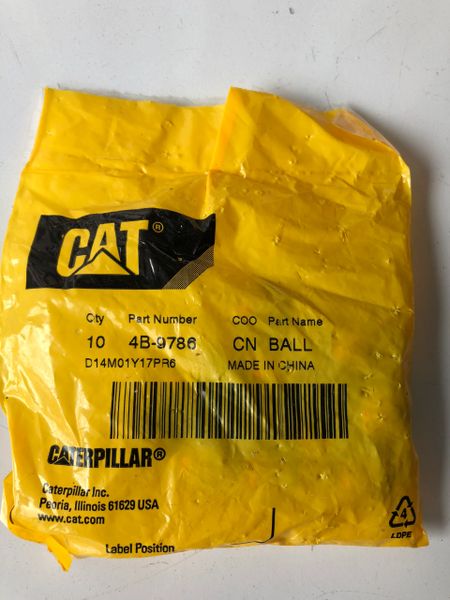 CAT®
Qty Part Number COO Part Name
10 4B-9786 CN BALL
D14M01Y17PR6 MADE IN CHINA
CATERPILLAR®
Caterpillar Inc.
Peoria, Illinois 61629 USA
www.cat.com
Label Position
4
LDPE